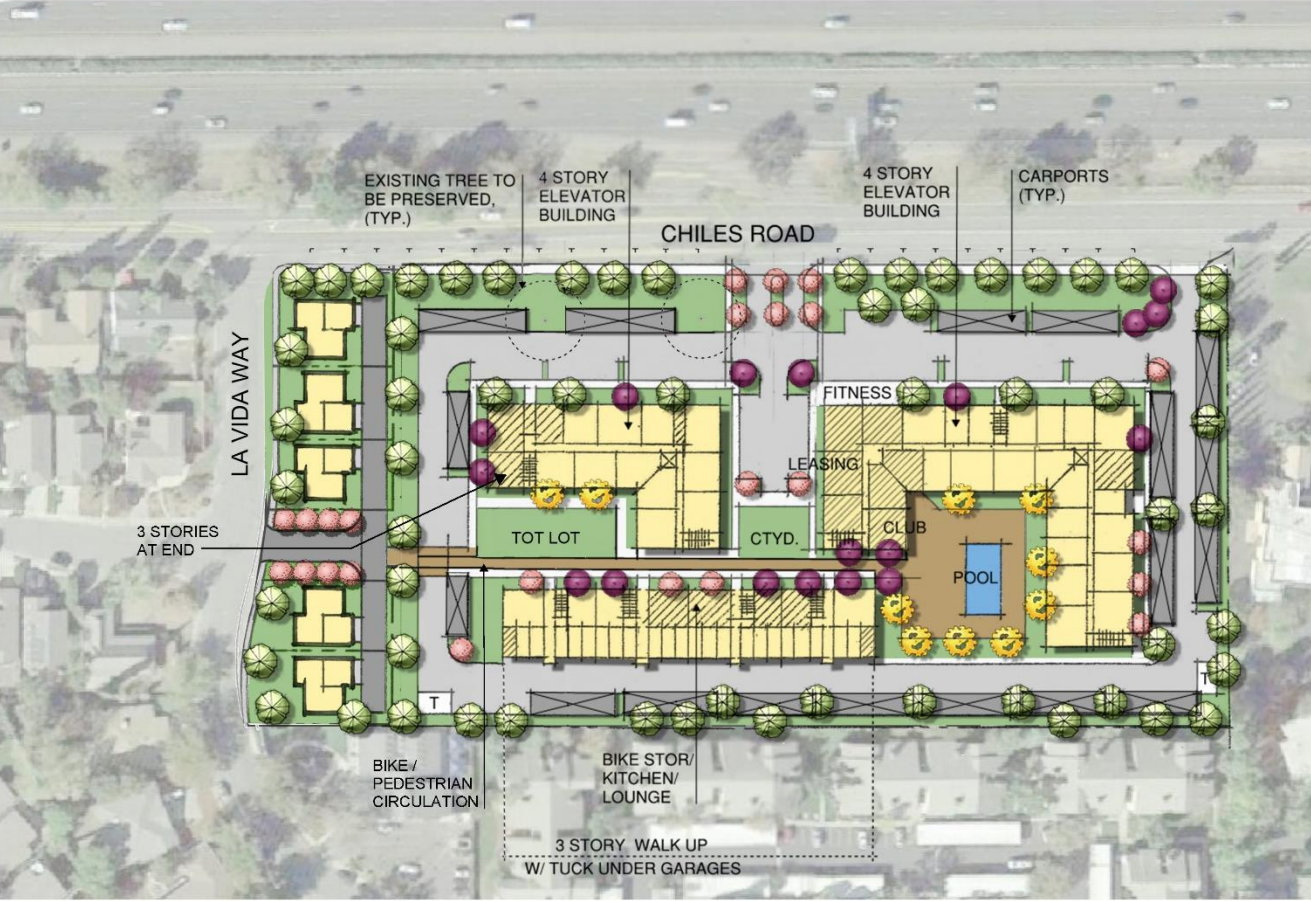 EXISTING TREE TO
BE PRESERVED,
(TYP.)
4 STORY
ELEVATOR
BUILDING
4 STORY
ELEVATOR
BUILDING
CARPORTS
(TYP.)
CHILES ROAD
LA VIDA WAY
FITNESS
LEASING
CLUB
3 STORIES
AT END
TOT LOT
CTYD.
POOL
T
T
BIKE /
PEDESTRIAN
CIRCULATION
BIKE STOR/
KITCHEN/
LOUNGE
3 STORY WALK UP
W/ TUCK UNDER GARAGES